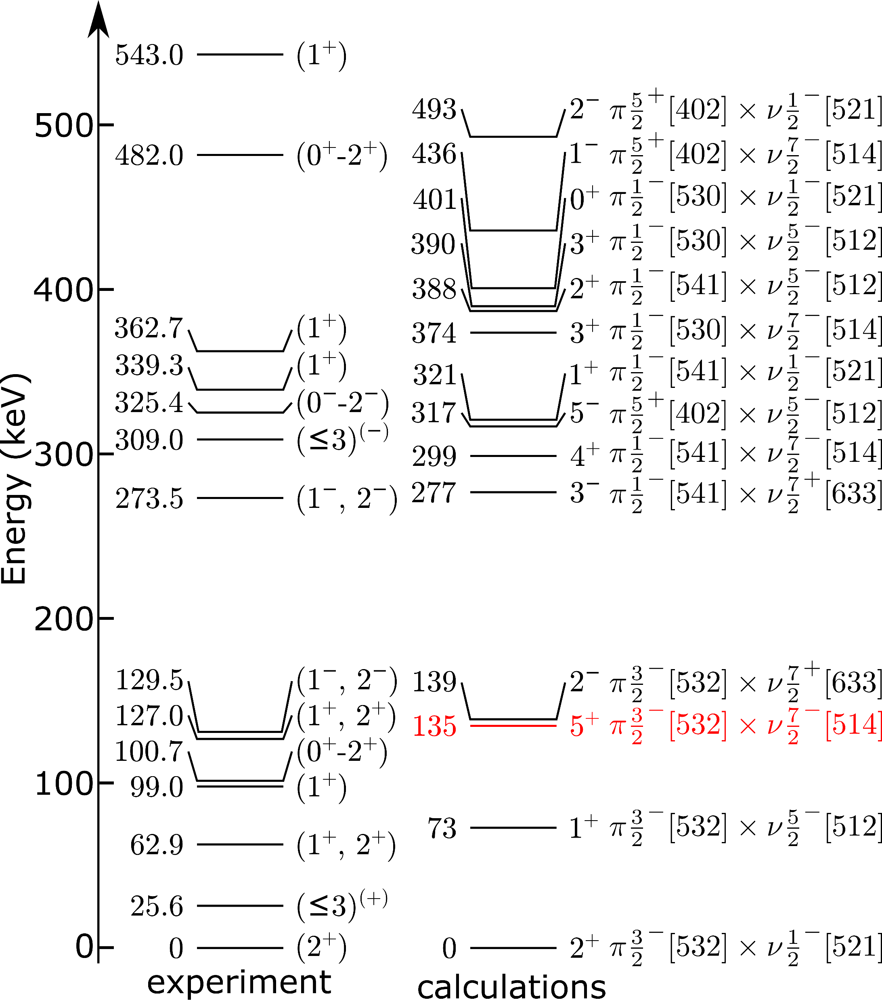 Energy (keV)
500
400
300
200
100
0
543.0 (1⁺)
482.0 (0⁺-2⁺)
362.7 (1⁺)
339.3 (1⁺)
325.4 (0⁻-2⁻)
309.0 (≤3)⁽⁻⁾
273.5 (1⁻, 2⁻)
129.5 (1⁻, 2⁻)
127.0 (1⁺, 2⁺)
100.7 (0⁺-2⁺)
99.0 (1⁺)
62.9 (1⁺, 2⁺)
25.6 (≤3)⁽⁺⁾
0 (2⁺)
experiment
493 2⁻ π5/2⁺[402] × ν1/2⁻[521]
436 1⁻ π5/2⁺[402] × ν7/2⁻[514]
401 0⁺ π1/2⁻[530] × ν1/2⁻[521]
390 3⁺ π1/2⁻[530] × ν5/2⁻[512]
388 2⁺ π1/2⁻[541] × ν5/2⁻[512]
374 3⁺ π1/2⁻[530] × ν7/2⁻[514]
321 1⁺ π1/2⁻[541] × ν1/2⁻[521]
317 5⁻ π5/2⁺[402] × ν5/2⁻[512]
299 4⁺ π1/2⁻[541] × ν7/2⁻[514]
277 3⁻ π1/2⁻[541] × ν7/2⁺[633]
139 2⁻ π3/2⁻[532] × ν7/2⁺[633]
135 5⁺ π3/2⁻[532] × ν7/2⁻[514]
73 1⁺ π3/2⁻[532] × ν5/2⁻[512]
0 2⁺ π3/2⁻[532] × ν1/2⁻[521]
calculations